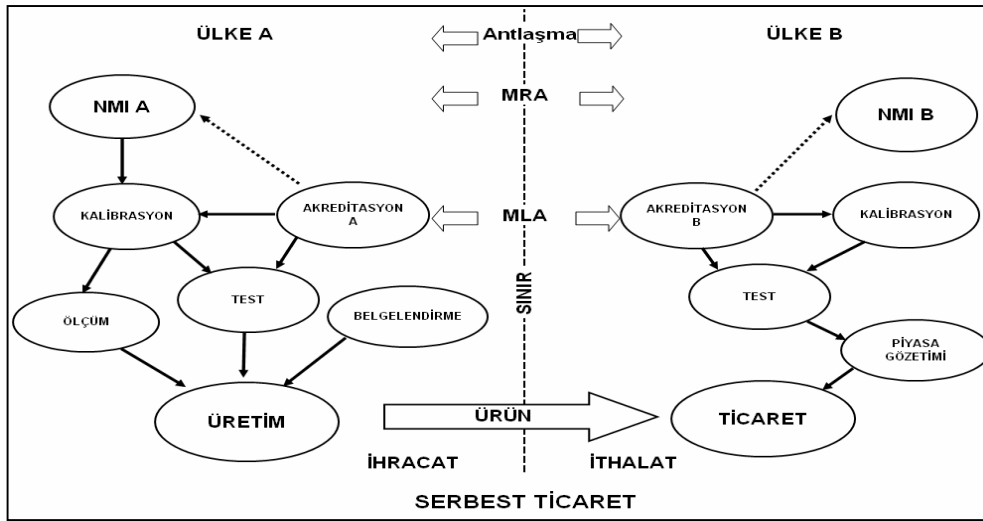 ÜLKE A
Antlaşma
ÜLKE B
NMI A
MRA
NMI B
KALİBRASYON
AKREDİTASYON
A
MLA
AKREDİTASYON
B
KALİBRASYON
ÖLÇÜM
TEST
BELGELENDİRME
SINIR
TEST
PİYASA
GÖZETİMİ
ÜRETİM
ÜRÜN
TİCARET
İHRACAT
İTHALAT
SERBEST TİCARET